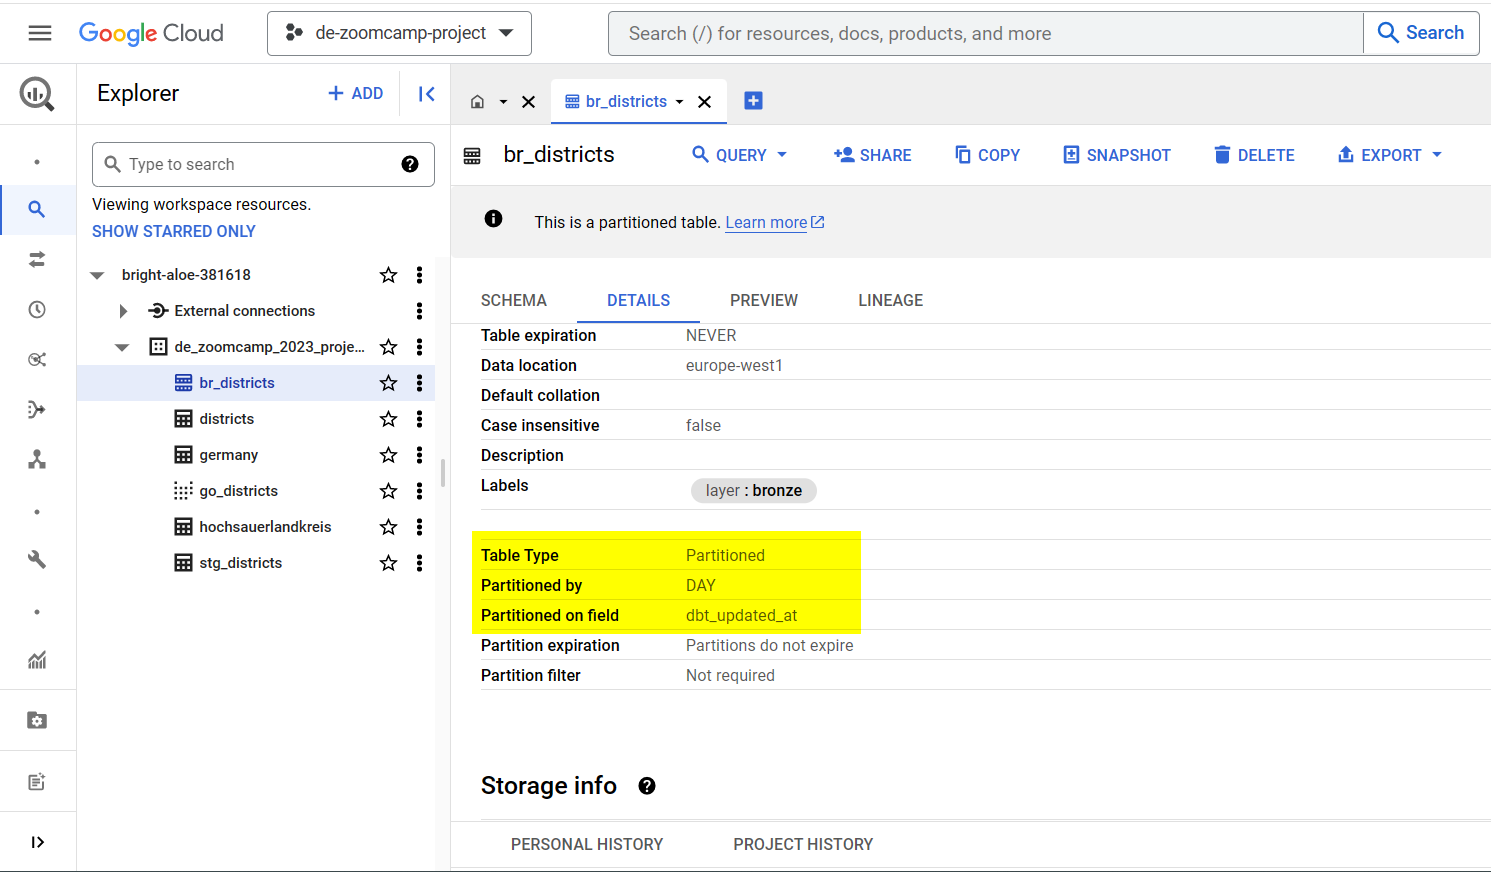 Google Cloud
de-zoomcamp-project
Search (/) for resources, docs, products, and more
Search
Explorer
+ ADD
br_districts
Type to search
Viewing workspace resources.
SHOW STARRED ONLY
bright-aloe-381618
External connections
de_zoomcamp_2023_proje...
br_districts
districts
germany
go_districts
hochsauerlandkreis
stg_districts
br_districts
QUERY
SHARE
COPY
SNAPSHOT
DELETE
EXPORT
This is a partitioned table. Learn more
SCHEMA DETAILS PREVIEW LINEAGE
Table expiration NEVER
Data location europe-west1
Default collation
Case insensitive false
Description
Labels layer : bronze
Table Type Partitioned
Partitioned by DAY
Partitioned on field dbt_updated_at
Partition expiration Partitions do not expire
Partition filter Not required
Storage info
PERSONAL HISTORY PROJECT HISTORY